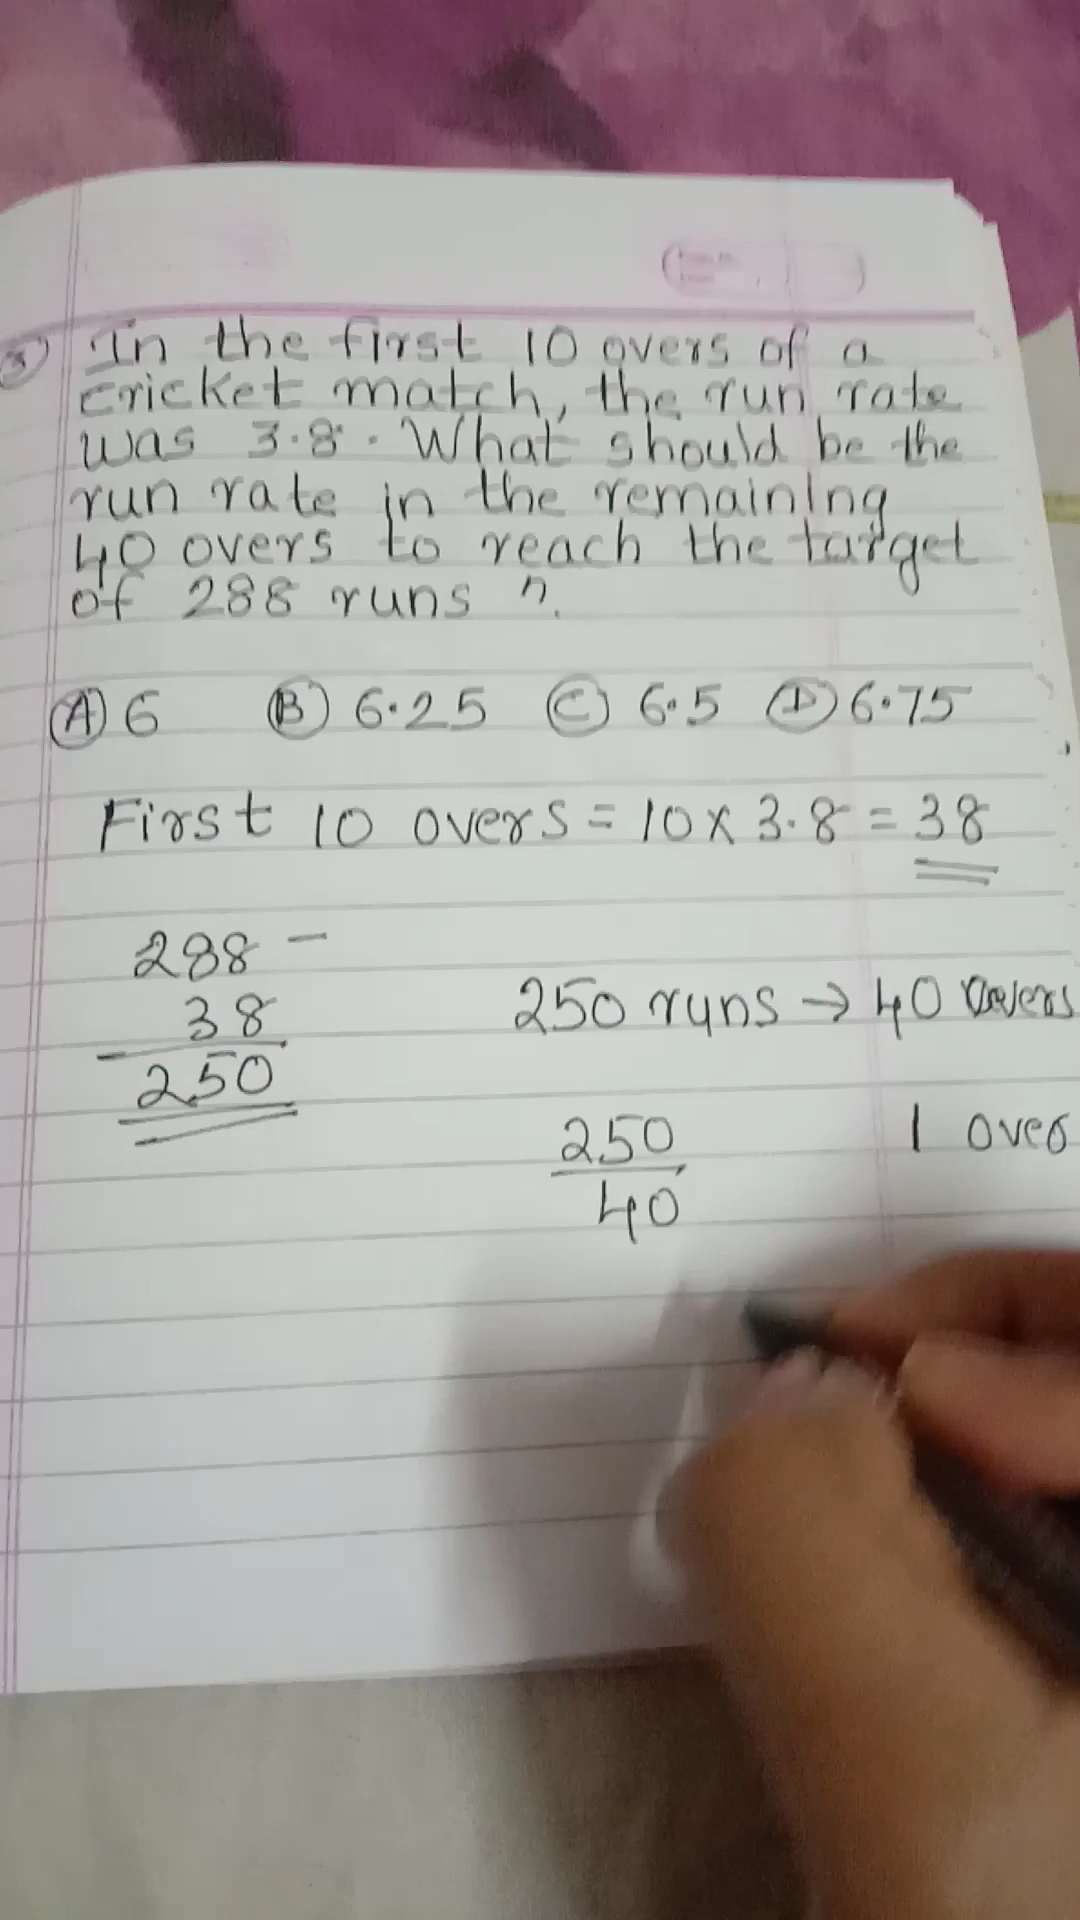 3) In the first 10 overs of a
cricket match, the run rate
was 3.8. What should be the
run rate in the remaining
40 overs to reach the target
of 288 runs ?.
(A) 6 (B) 6.25 (C) 6.5 (D) 6.75
First 10 overs = 10 x 3.8 = 38
288 -
38
250
250 runs → 40 overs
250
40
1 over